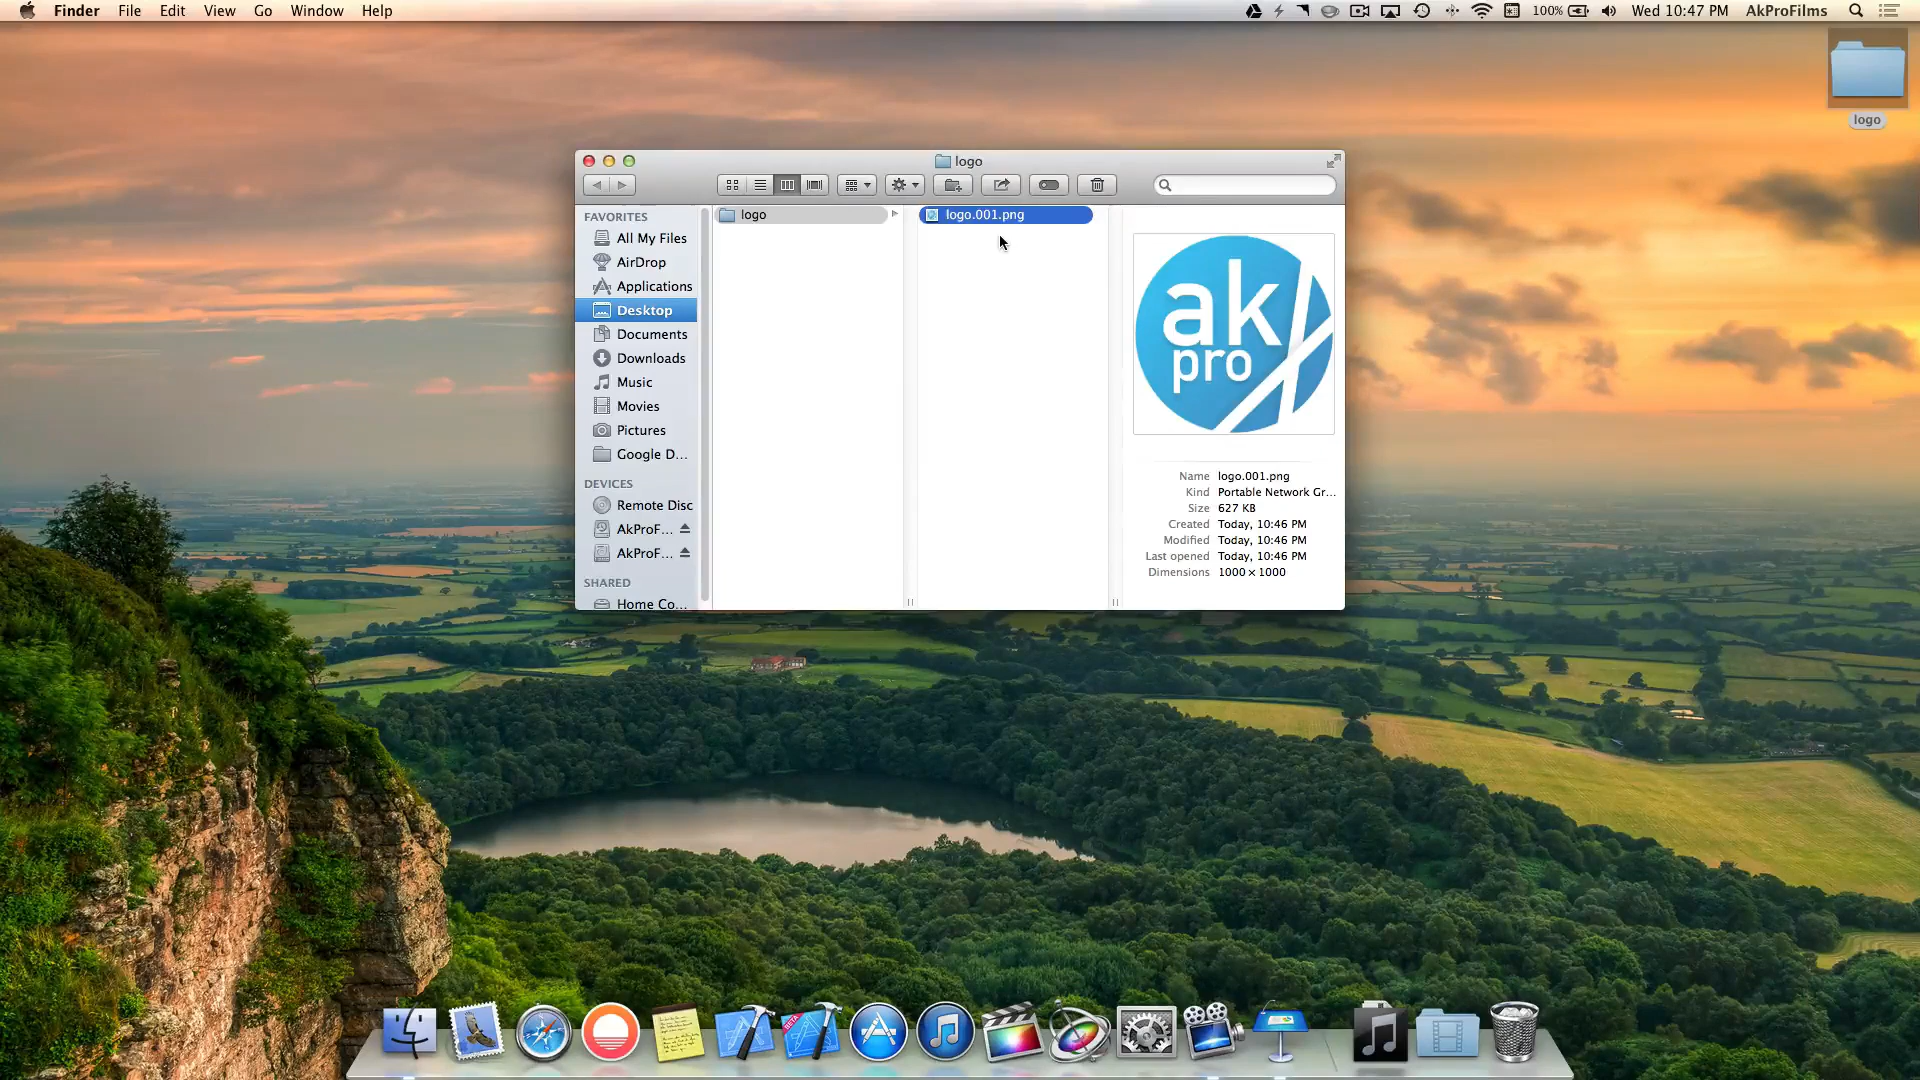 Finder File Edit View Go Window Help 100% Wed 10:47 PM AkProFilms
logo
logo
FAVORITES
All My Files
AirDrop
Applications
Desktop
Documents
Downloads
Music
Movies
Pictures
Google D...
DEVICES
Remote Disc
AkProF...
AkProF...
SHARED
Home Co...
logo
logo.001.png
ak
pro
Name logo.001.png
Kind Portable Network Gr...
Size 627 KB
Created Today, 10:46 PM
Modified Today, 10:46 PM
Last opened Today, 10:46 PM
Dimensions 1000 × 1000
BETA